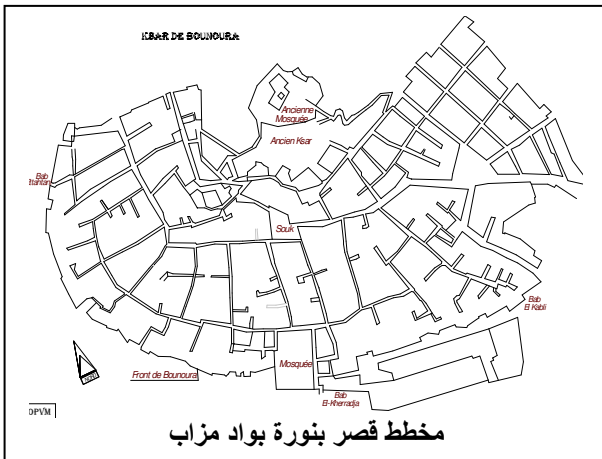 KSAR DE BOUNOURA
Ancienne
Mosquée
Ancien Ksar
Bab
Souk
Bab
El Kabli
Mosquée
Front de Bounoura
Bab
El-Kherradja
NORD
OPVM
مخطط قصر بنورة بواد مزاب